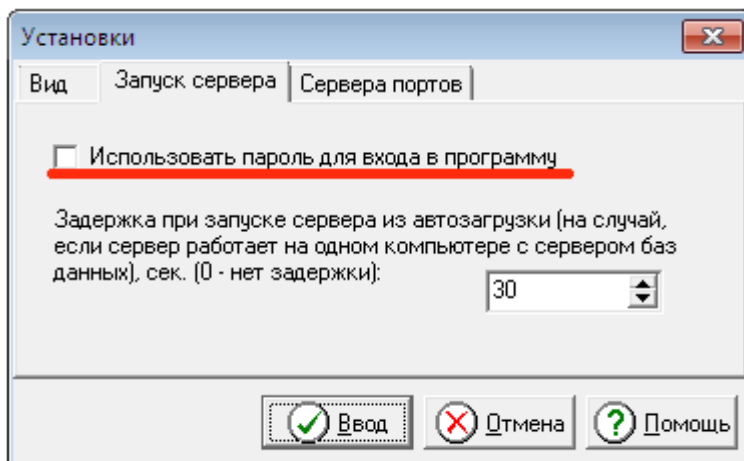 Установки
Вид Запуск сервера Сервера портов
Использовать пароль для входа в программу
Задержка при запуске сервера из автозагрузки (на случай,
если сервер работает на одном компьютере с сервером баз
данных), сек. (0 - нет задержки):
30
Ввод Отмена Помощь